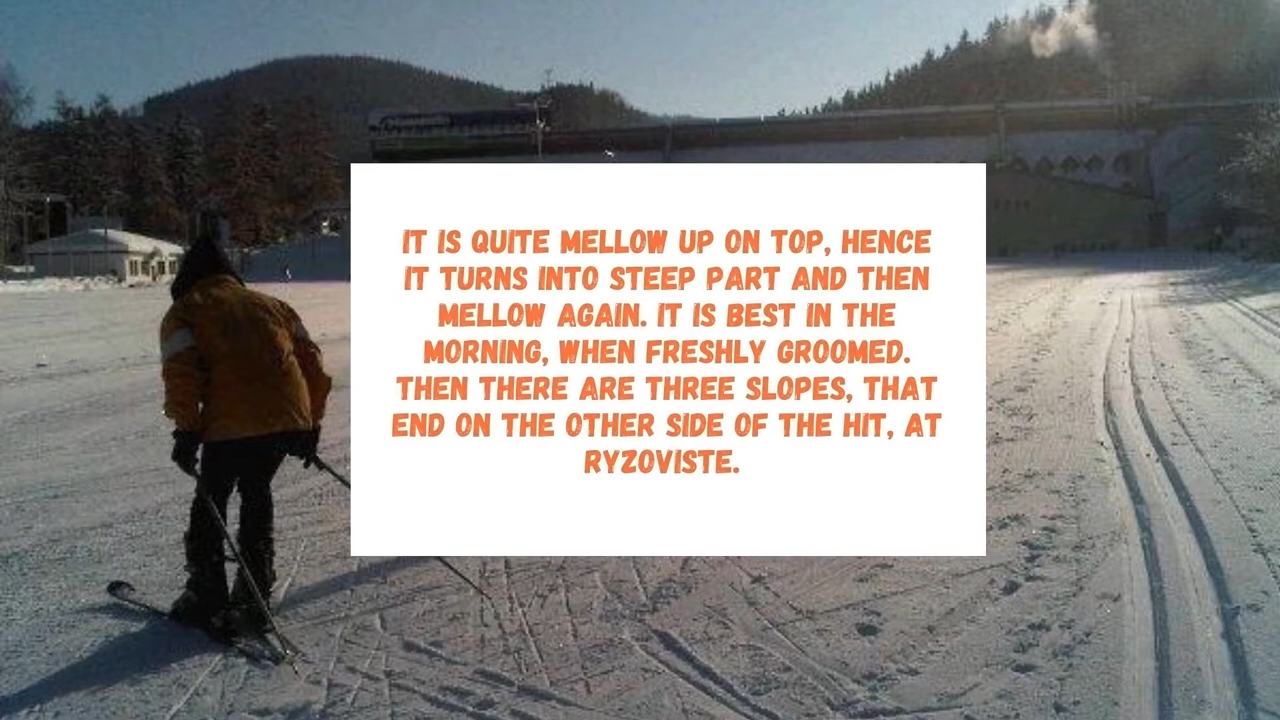 IT IS QUITE MELLOW UP ON TOP, HENCE
IT TURNS INTO STEEP PART AND THEN
MELLOW AGAIN. IT IS BEST IN THE
MORNING, WHEN FRESHLY GROOMED.
THEN THERE ARE THREE SLOPES, THAT
END ON THE OTHER SIDE OF THE HIT, AT
RYZOVISTE.